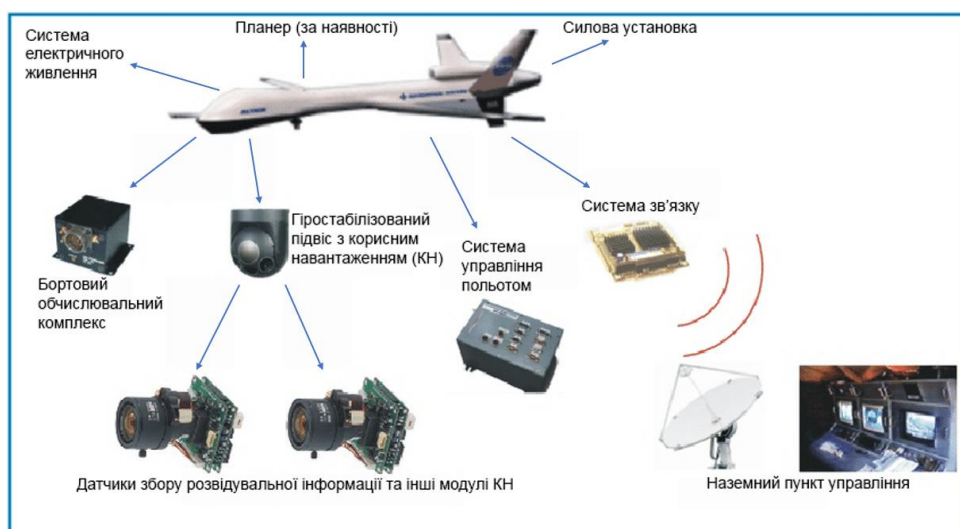 Планер (за наявності)
Силова установка
Система
електричного
живлення
Система зв’язку
Гіростабілізований
підвіс з корисним
навантаженням (КН)
Система
управління
польотом
Бортовий
обчислювальний
комплекс
Датчики збору розвідувальної інформації та інші модулі КН
Наземний пункт управління